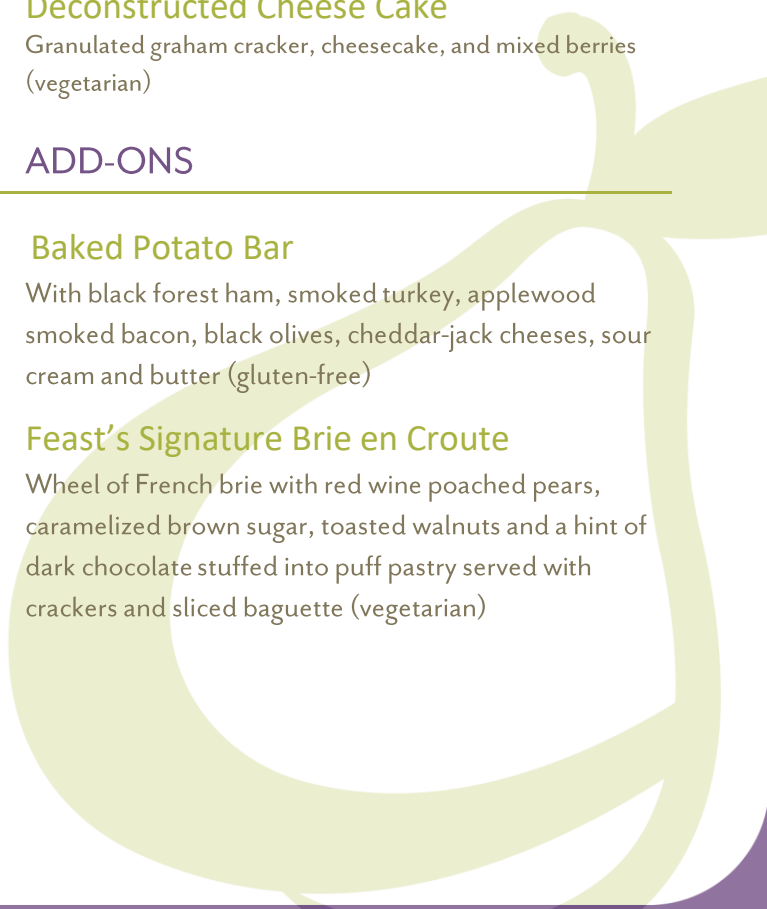 Deconstructed Cheese Cake
Granulated graham cracker, cheesecake, and mixed berries
(vegetarian)
ADD-ONS
Baked Potato Bar
With black forest ham, smoked turkey, applewood
smoked bacon, black olives, cheddar-jack cheeses, sour
cream and butter (gluten-free)
Feast’s Signature Brie en Croute
Wheel of French brie with red wine poached pears,
caramelized brown sugar, toasted walnuts and a hint of
dark chocolate stuffed into puff pastry served with
crackers and sliced baguette (vegetarian)